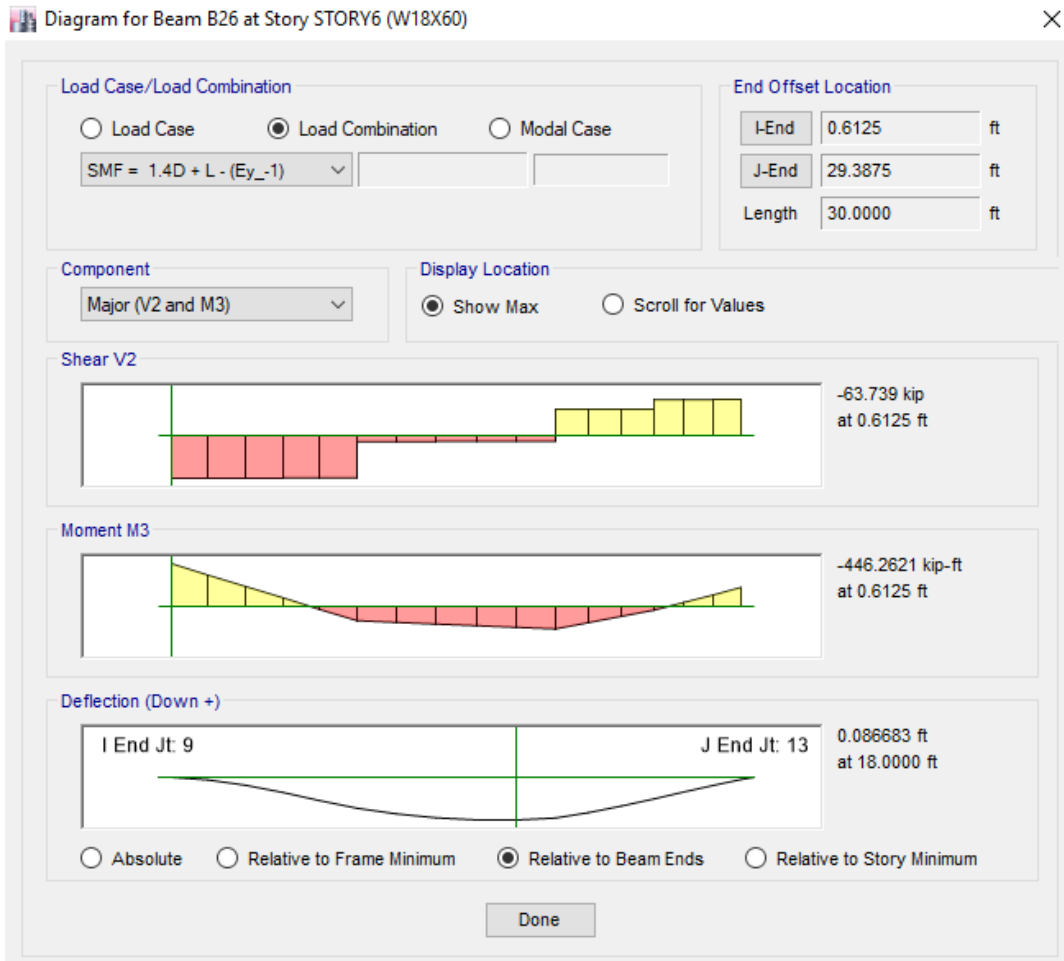 Diagram for Beam B26 at Story STORY6 (W18X60)
Load Case/Load Combination
Load Case
Load Combination
Modal Case
SMF =  1.4D + L - (Ey_-1)
End Offset Location
I-End 0.6125 ft
J-End 29.3875 ft
Length 30.0000 ft
Component
Major (V2 and M3)
Display Location
Show Max
Scroll for Values
Shear V2
-63.739 kip
at 0.6125 ft
Moment M3
-446.2621 kip-ft
at 0.6125 ft
Deflection (Down +)
I End Jt: 9
J End Jt: 13
0.086683 ft
at 18.0000 ft
Absolute
Relative to Frame Minimum
Relative to Beam Ends
Relative to Story Minimum
Done